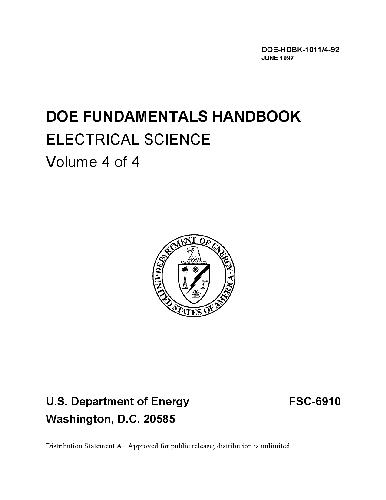 DOE-HDBK-1011/4-92
JUNE 1992
DOE FUNDAMENTALS HANDBOOK
ELECTRICAL SCIENCE
Volume 4 of 4
DEPARTMENT OF ENERGY
UNITED STATES OF AMERICA
U.S. Department of Energy
FSC-6910
Washington, D.C. 20585
Distribution Statement A. Approved for public release; distribution is unlimited.